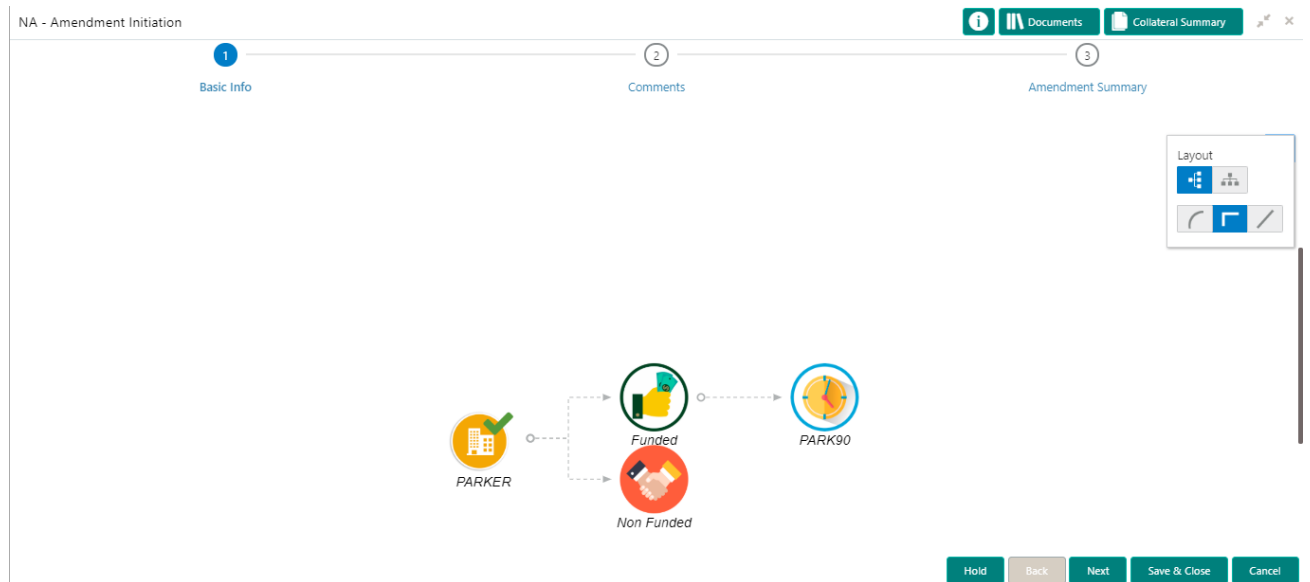 NA - Amendment Initiation
Documents
Collateral Summary
1
2
3
Basic Info
Comments
Amendment Summary
Layout
Funded
PARK90
PARKER
Non Funded
Hold
Back
Next
Save & Close
Cancel